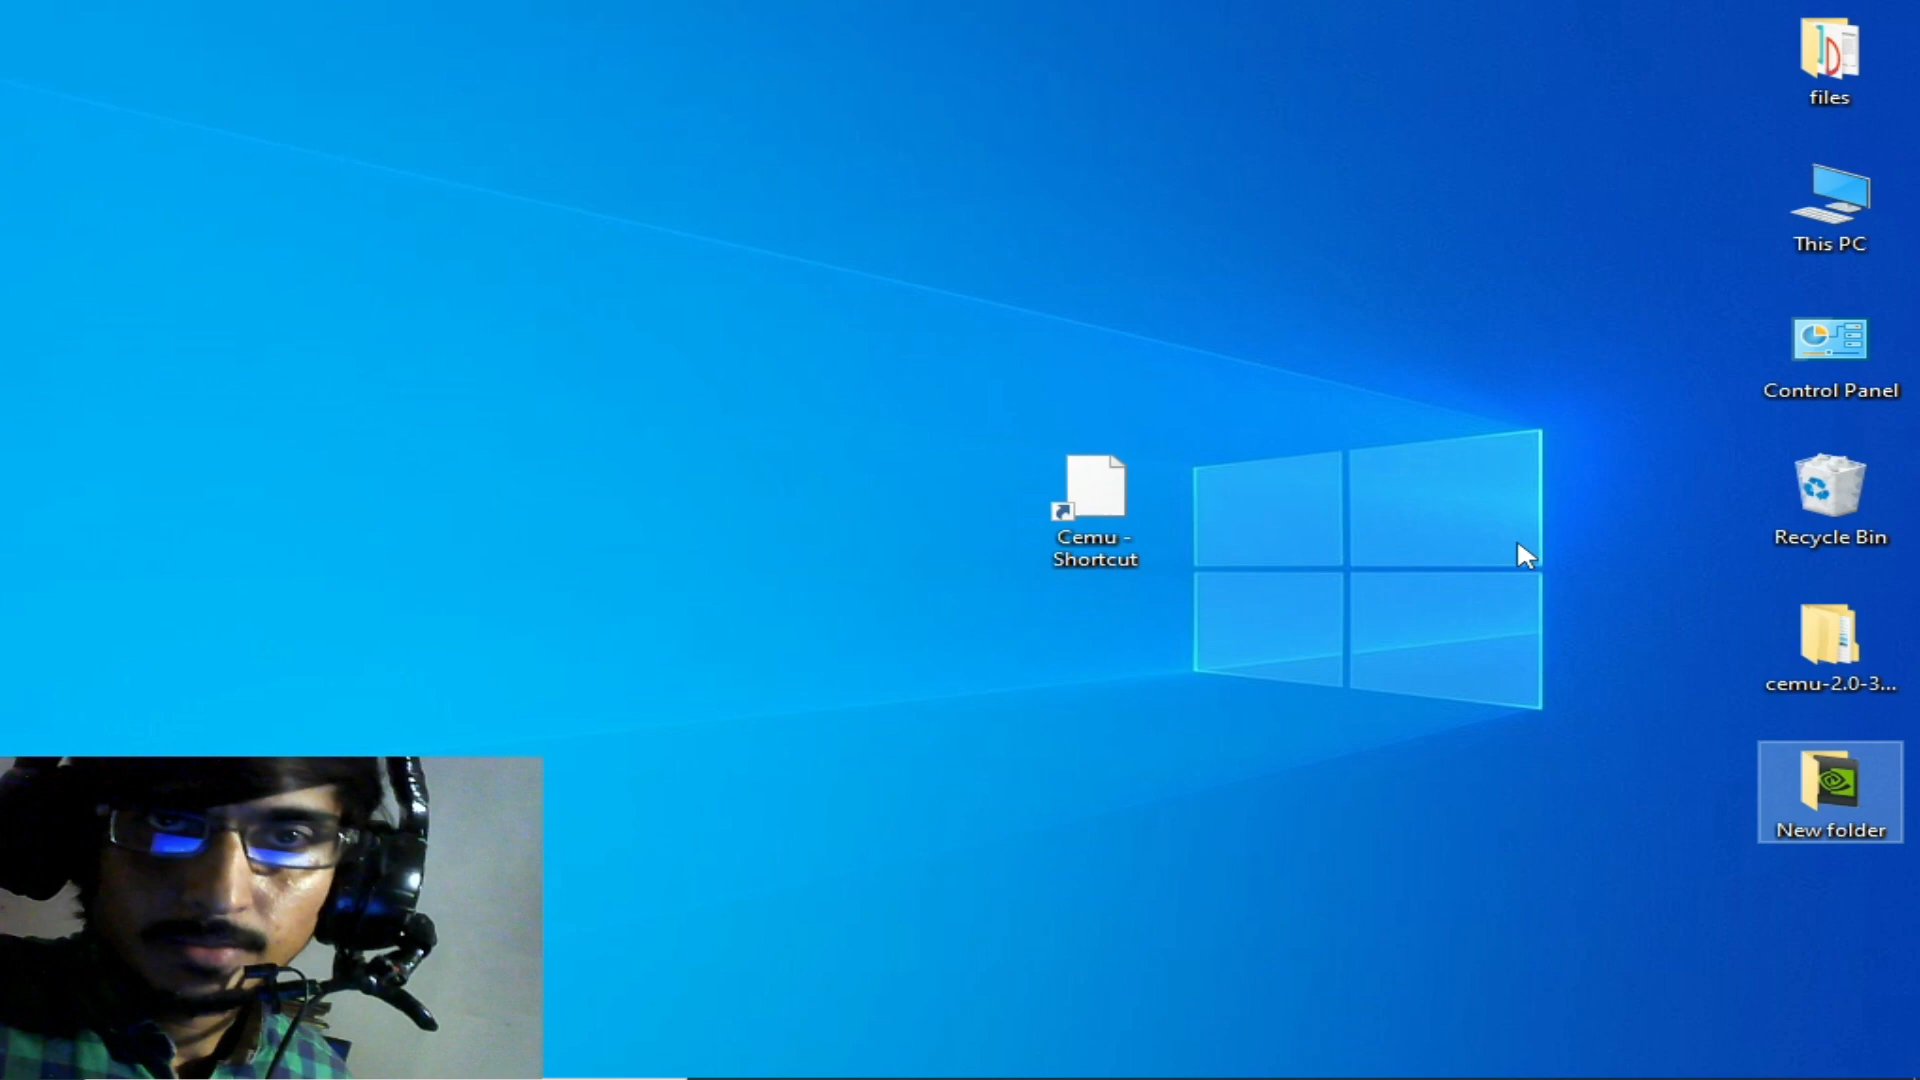 files
This PC
Control Panel
Cemu -
Shortcut
Recycle Bin
cemu-2.0-3...
New folder